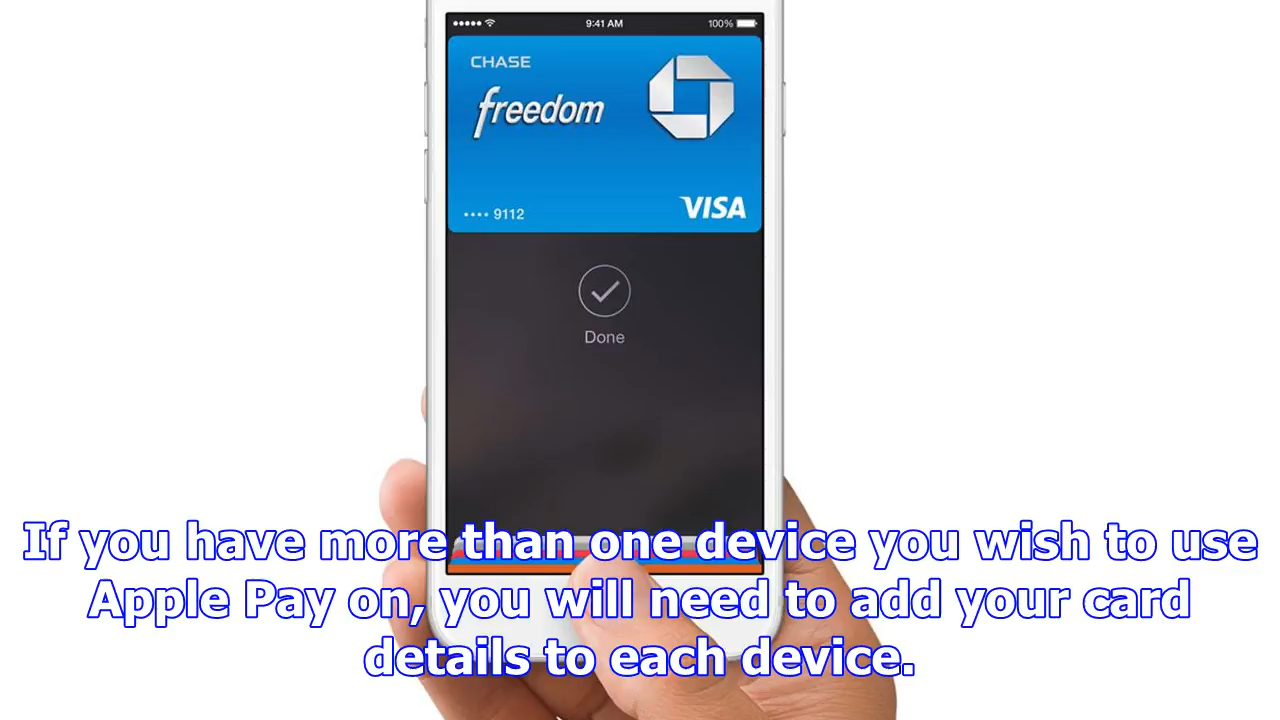 9:41 AM 100%
CHASE
freedom
•••• 9112 VISA
Done
If you have more than one device you wish to use
Apple Pay on, you will need to add your card
details to each device.